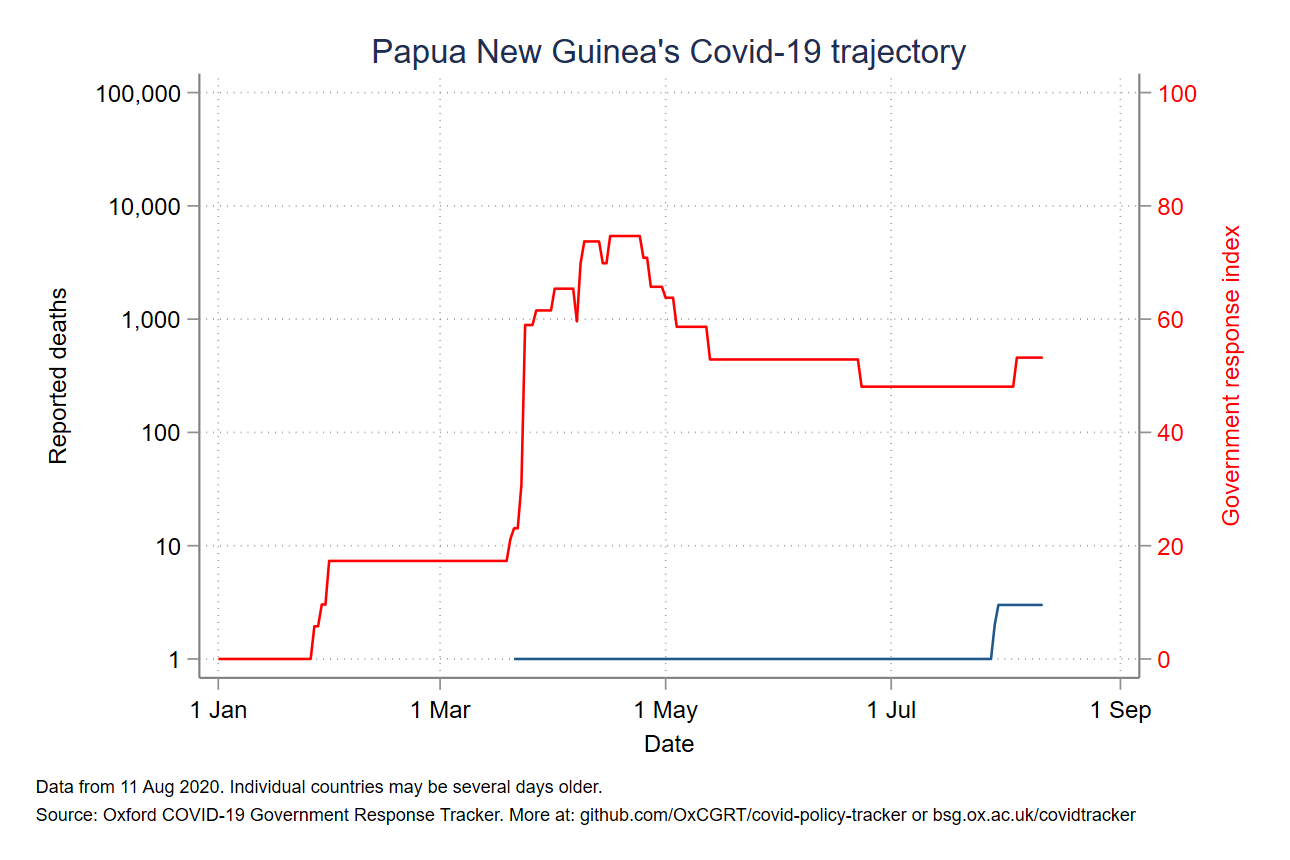 Papua New Guinea's Covid-19 trajectory
100,000
10,000
1,000
100
10
1
Reported deaths
100
80
60
40
20
0
Government response index
1 Jan
1 Mar
1 May
1 Jul
1 Sep
Date
Data from 11 Aug 2020. Individual countries may be several days older.
Source: Oxford COVID-19 Government Response Tracker. More at: github.com/OxCGRT/covid-policy-tracker or bsg.ox.ac.uk/covidtracker